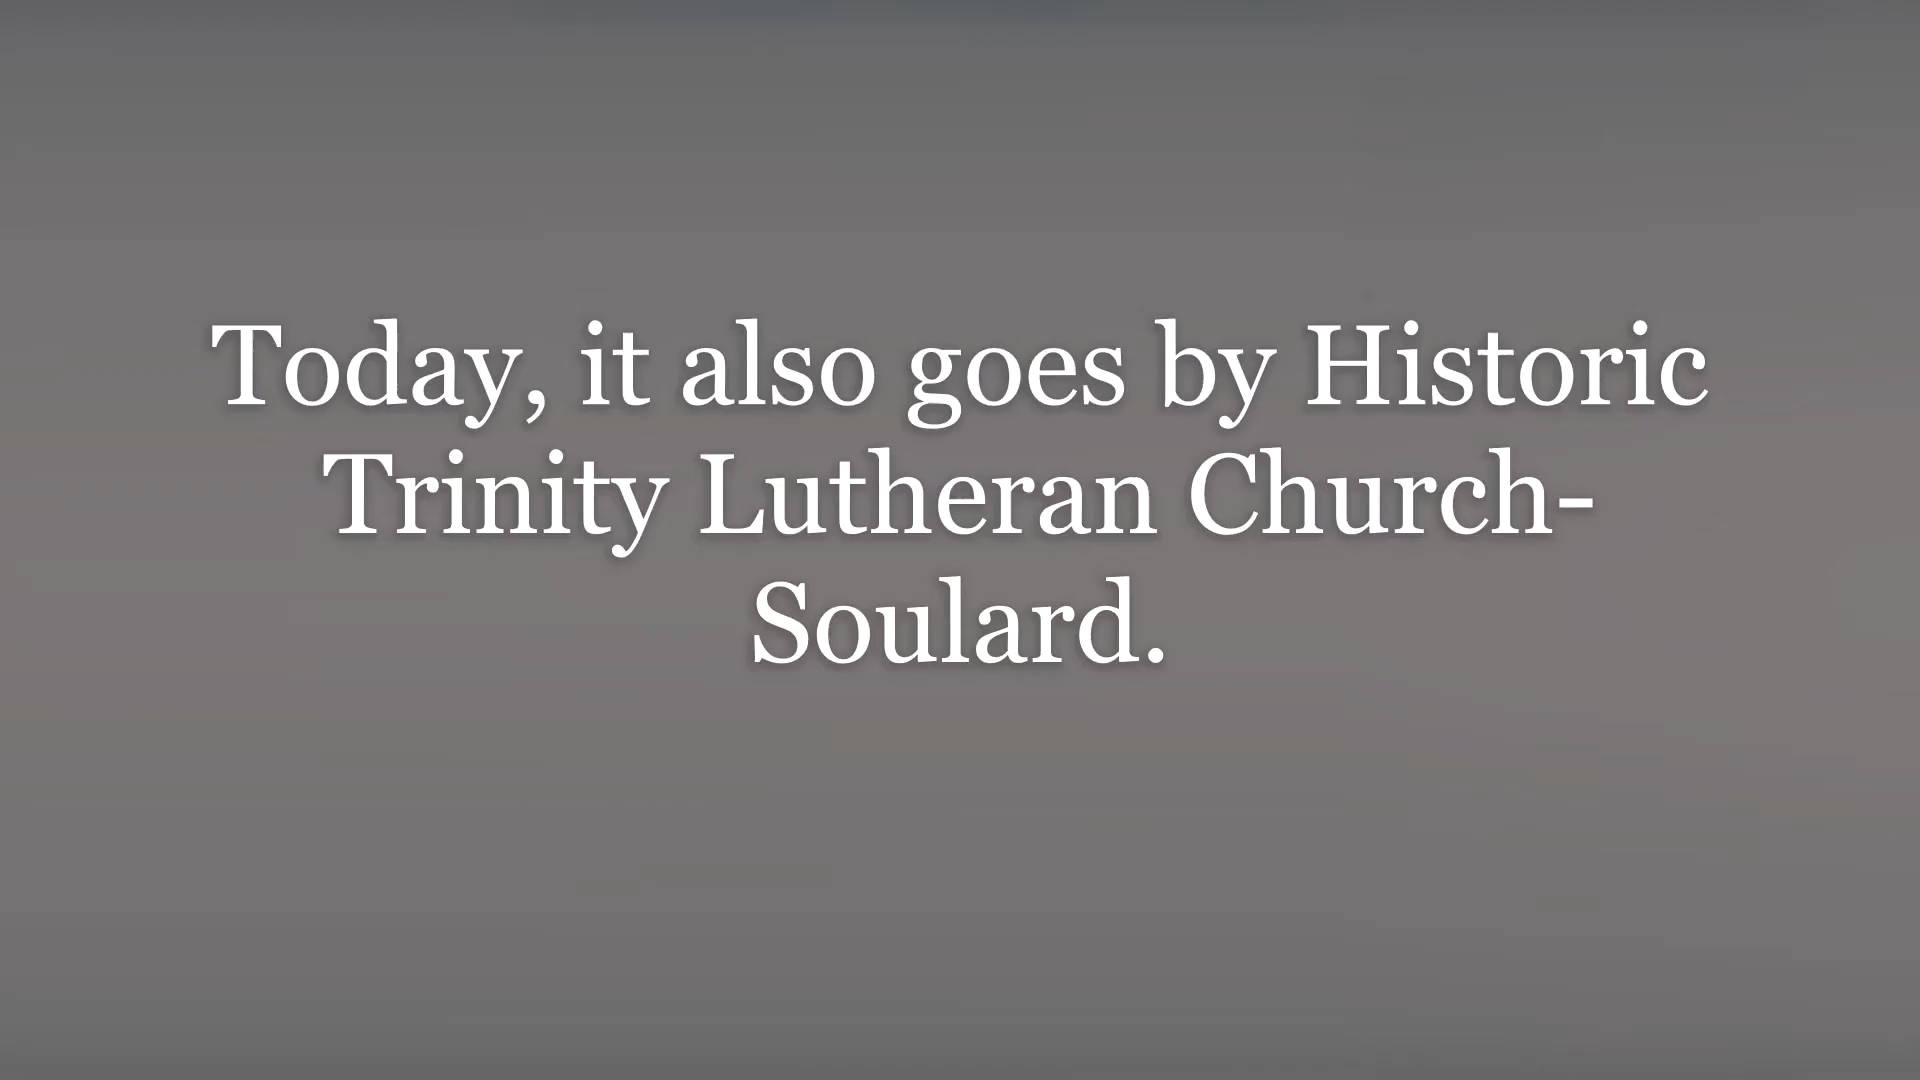 Today, it also goes by Historic
Trinity Lutheran Church-
Soulard.